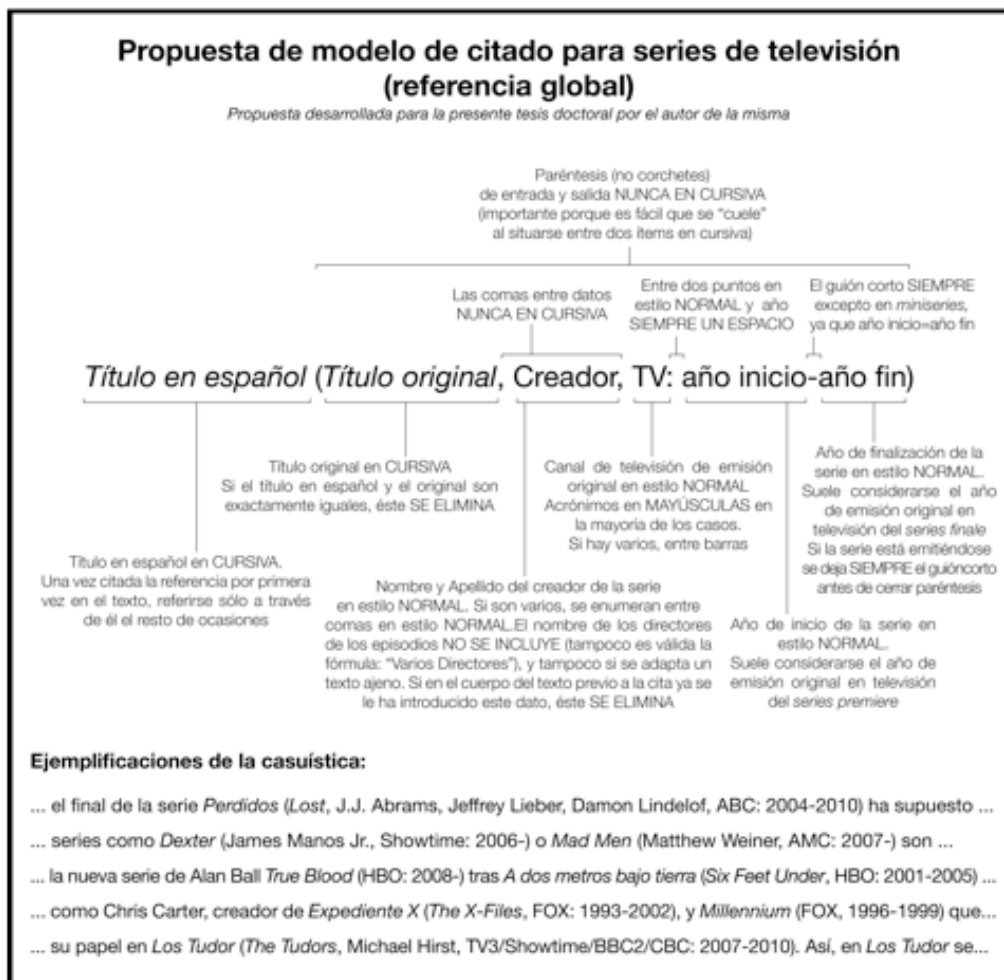 Propuesta de modelo de citado para series de televisión
(referencia global)
Propuesta desarrollada para la presente tesis doctoral por el autor de la misma
Paréntesis (no corchetes)
de entrada y salida NUNCA EN CURSIVA
(importante porque es fácil que se “cuele”
al situarse entre dos ítems en cursiva)
Las comas entre datos
NUNCA EN CURSIVA
Entre dos puntos en
estilo NORMAL y año
SIEMPRE UN ESPACIO
El guión corto SIEMPRE
excepto en miniseries,
ya que año inicio=año fin
Título en español (Título original, Creador, TV: año inicio-año fin)
Título original en CURSIVA
Si el título en español y el original son
exactamente iguales, éste SE ELIMINA
Canal de televisión de emisión
original en estilo NORMAL
Acrónimos en MAYÚSCULAS en
la mayoría de los casos.
Si hay varios, entre barras
Año de finalización de la
serie en estilo NORMAL.
Suele considerarse el año
de emisión original en
televisión del series finale
Si la serie está emitiéndose
se deja SIEMPRE el guióncorto
antes de cerrar paréntesis
Título en español en CURSIVA.
Una vez citada la referencia por primera
vez en el texto, referirse sólo a través
de él el resto de ocasiones
Nombre y Apellido del creador de la serie
en estilo NORMAL. Si son varios, se enumeran entre
comas en estilo NORMAL.El nombre de los directores
de los episodios NO SE INCLUYE (tampoco es válida la
fórmula: “Varios Directores”), y tampoco si se adapta un
texto ajeno. Si en el cuerpo del texto previo a la cita ya se
le ha introducido este dato, éste SE ELIMINA
Año de inicio de la serie en
estilo NORMAL.
Suele considerarse el año de
emisión original en televisión
del series premiere
Ejemplificaciones de la casuística:
... el final de la serie Perdidos (Lost, J.J. Abrams, Jeffrey Lieber, Damon Lindelof, ABC: 2004-2010) ha supuesto ...
... series como Dexter (James Manos Jr., Showtime: 2006-) o Mad Men (Matthew Weiner, AMC: 2007-) son ...
... la nueva serie de Alan Ball True Blood (HBO: 2008-) tras A dos metros bajo tierra (Six Feet Under, HBO: 2001-2005) ...
... como Chris Carter, creador de Expediente X (The X-Files, FOX: 1993-2002), y Millennium (FOX, 1996-1999) que...
... su papel en Los Tudor (The Tudors, Michael Hirst, TV3/Showtime/BBC2/CBC: 2007-2010). Así, en Los Tudor se...